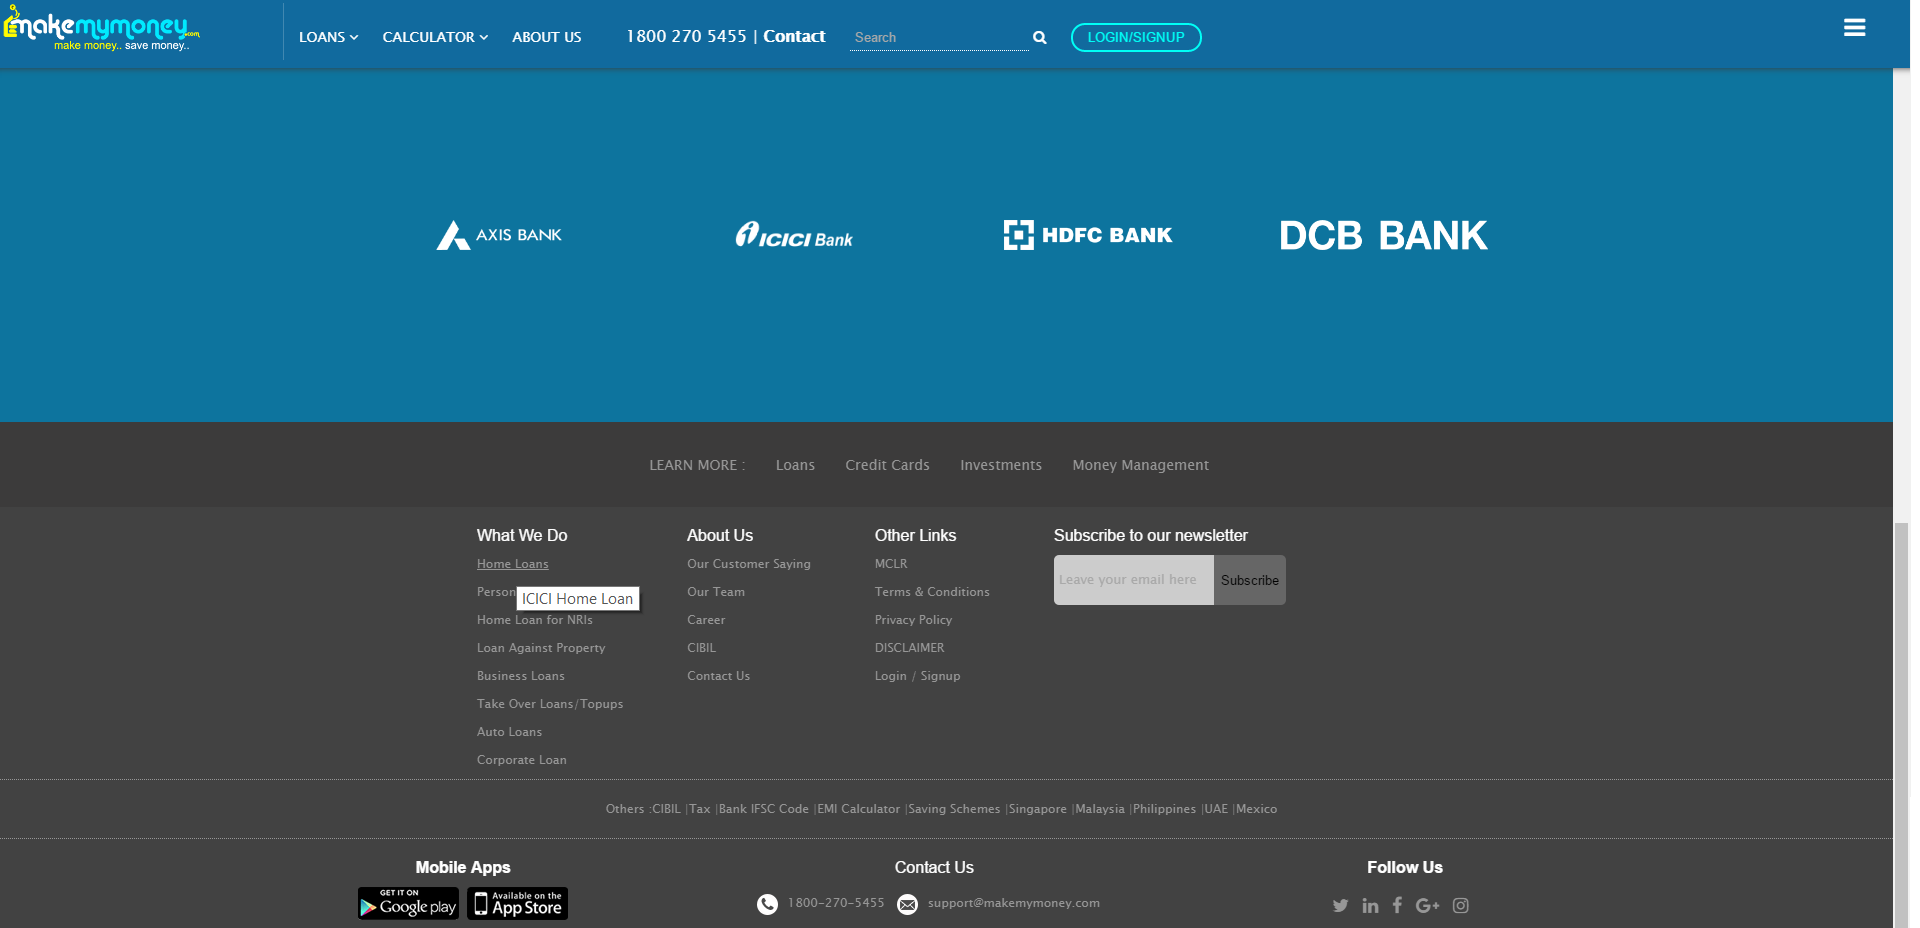 makemymoney.com
make money.. save money..
LOANS CALCULATOR ABOUT US 1800 270 5455 | Contact Search LOGIN/SIGNUP
AXIS BANK ICICI Bank HDFC BANK DCB BANK
LEARN MORE : Loans Credit Cards Investments Money Management
What We Do
Home Loans
Person
ICICI Home Loan
Home Loan for NRIs
Loan Against Property
Business Loans
Take Over Loans/Topups
Auto Loans
Corporate Loan
About Us
Our Customer Saying
Our Team
Career
CIBIL
Contact Us
Other Links
MCLR
Terms & Conditions
Privacy Policy
DISCLAIMER
Login / Signup
Subscribe to our newsletter
Leave your email here Subscribe
Others :CIBIL |Tax |Bank IFSC Code |EMI Calculator |Saving Schemes |Singapore |Malaysia |Philippines |UAE |Mexico
Mobile Apps
GET IT ON
Google play
Available on the
App Store
Contact Us
1800-270-5455 support@makemymoney.com
Follow Us